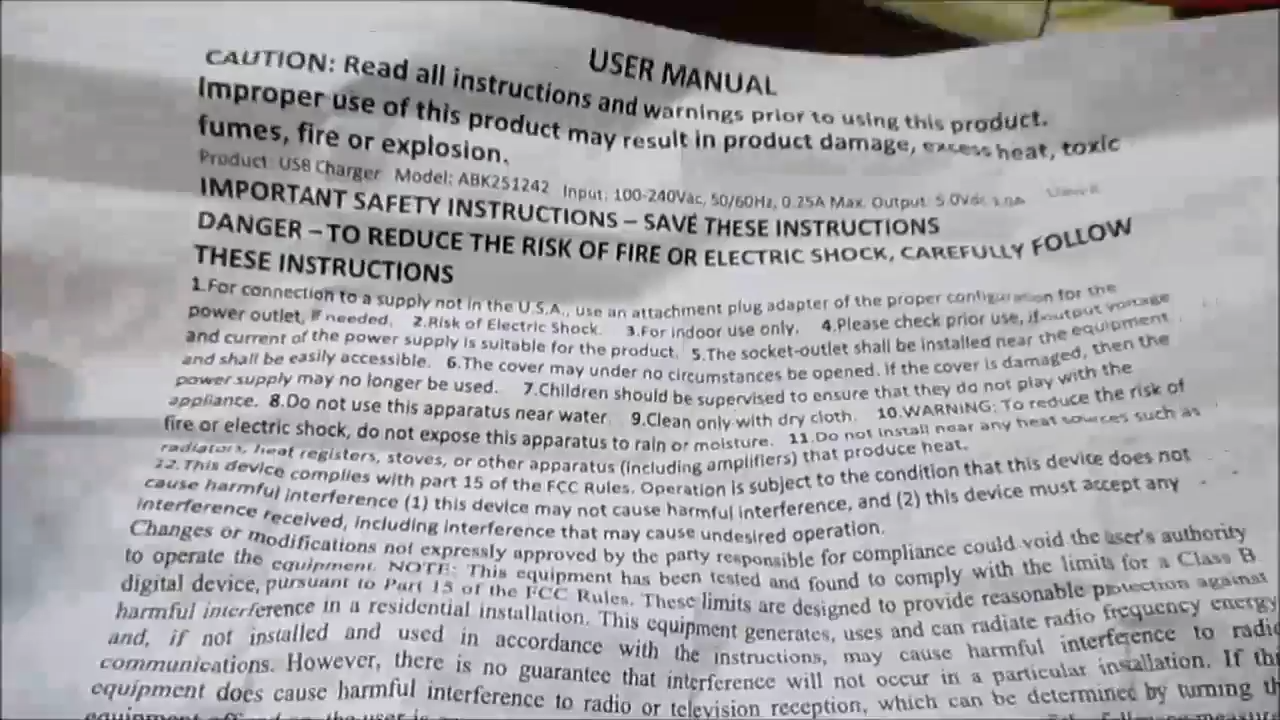 USER MANUAL
CAUTION: Read all instructions and warnings prior to using this product.
Improper use of this product may result in product damage, excess heat, toxic
fumes, fire or explosion.
Product: USB Charger Model: ABK251242 Input: 100-240Vac, 50/60Hz, 0.25A Max. Output: 5.0Vdc
IMPORTANT SAFETY INSTRUCTIONS – SAVE THESE INSTRUCTIONS
DANGER – TO REDUCE THE RISK OF FIRE OR ELECTRIC SHOCK, CAREFULLY FOLLOW
THESE INSTRUCTIONS
1.For connection to a supply not in the U.S.A., use an attachment plug adapter of the proper configuration for the
power outlet, if needed. 2.Risk of Electric Shock. 3.For indoor use only. 4.Please check prior use, if output voltage
and current of the power supply is suitable for the product. 5.The socket-outlet shall be installed near the equipment
and shall be easily accessible. 6.The cover may under no circumstances be opened. If the cover is damaged, then the
power supply may no longer be used. 7.Children should be supervised to ensure that they do not play with the
appliance. 8.Do not use this apparatus near water. 9.Clean only with dry cloth. 10.WARNING: To reduce the risk of
fire or electric shock, do not expose this apparatus to rain or moisture. 11.Do not install near any heat sources such as
radiators, heat registers, stoves, or other apparatus (including amplifiers) that produce heat.
12.This device complies with part 15 of the FCC Rules. Operation is subject to the condition that this device does not
cause harmful interference (1) this device may not cause harmful interference, and (2) this device must accept any
interference received, including interference that may cause undesired operation.
Changes or modifications not expressly approved by the party responsible for compliance could void the user's authority
to operate the equipment. NOTE: This equipment has been tested and found to comply with the limits for a Class B
digital device, pursuant to Part 15 of the FCC Rules. These limits are designed to provide reasonable protection against
harmful interference in a residential installation. This equipment generates, uses and can radiate radio frequency energy
and, if not installed and used in accordance with the instructions, may cause harmful interference to radio
communications. However, there is no guarantee that interference will not occur in a particular installation. If
equipment does cause harmful interference to radio or television reception, which can be determined by turning